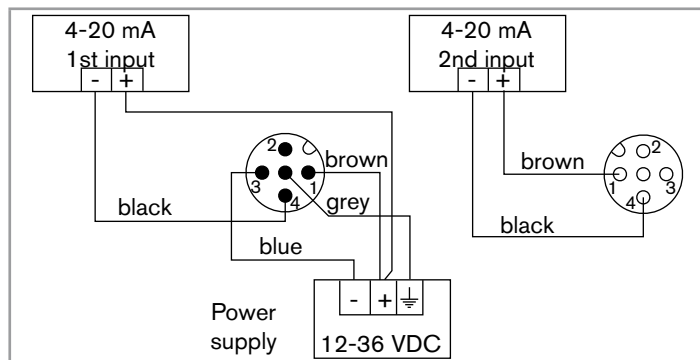 4-20 mA
1st input
- +
4-20 mA
2nd input
- +
2
3
1
4
brown
grey
black
blue
brown
2
1
3
4
black
Power
supply
- +
12-36 VDC